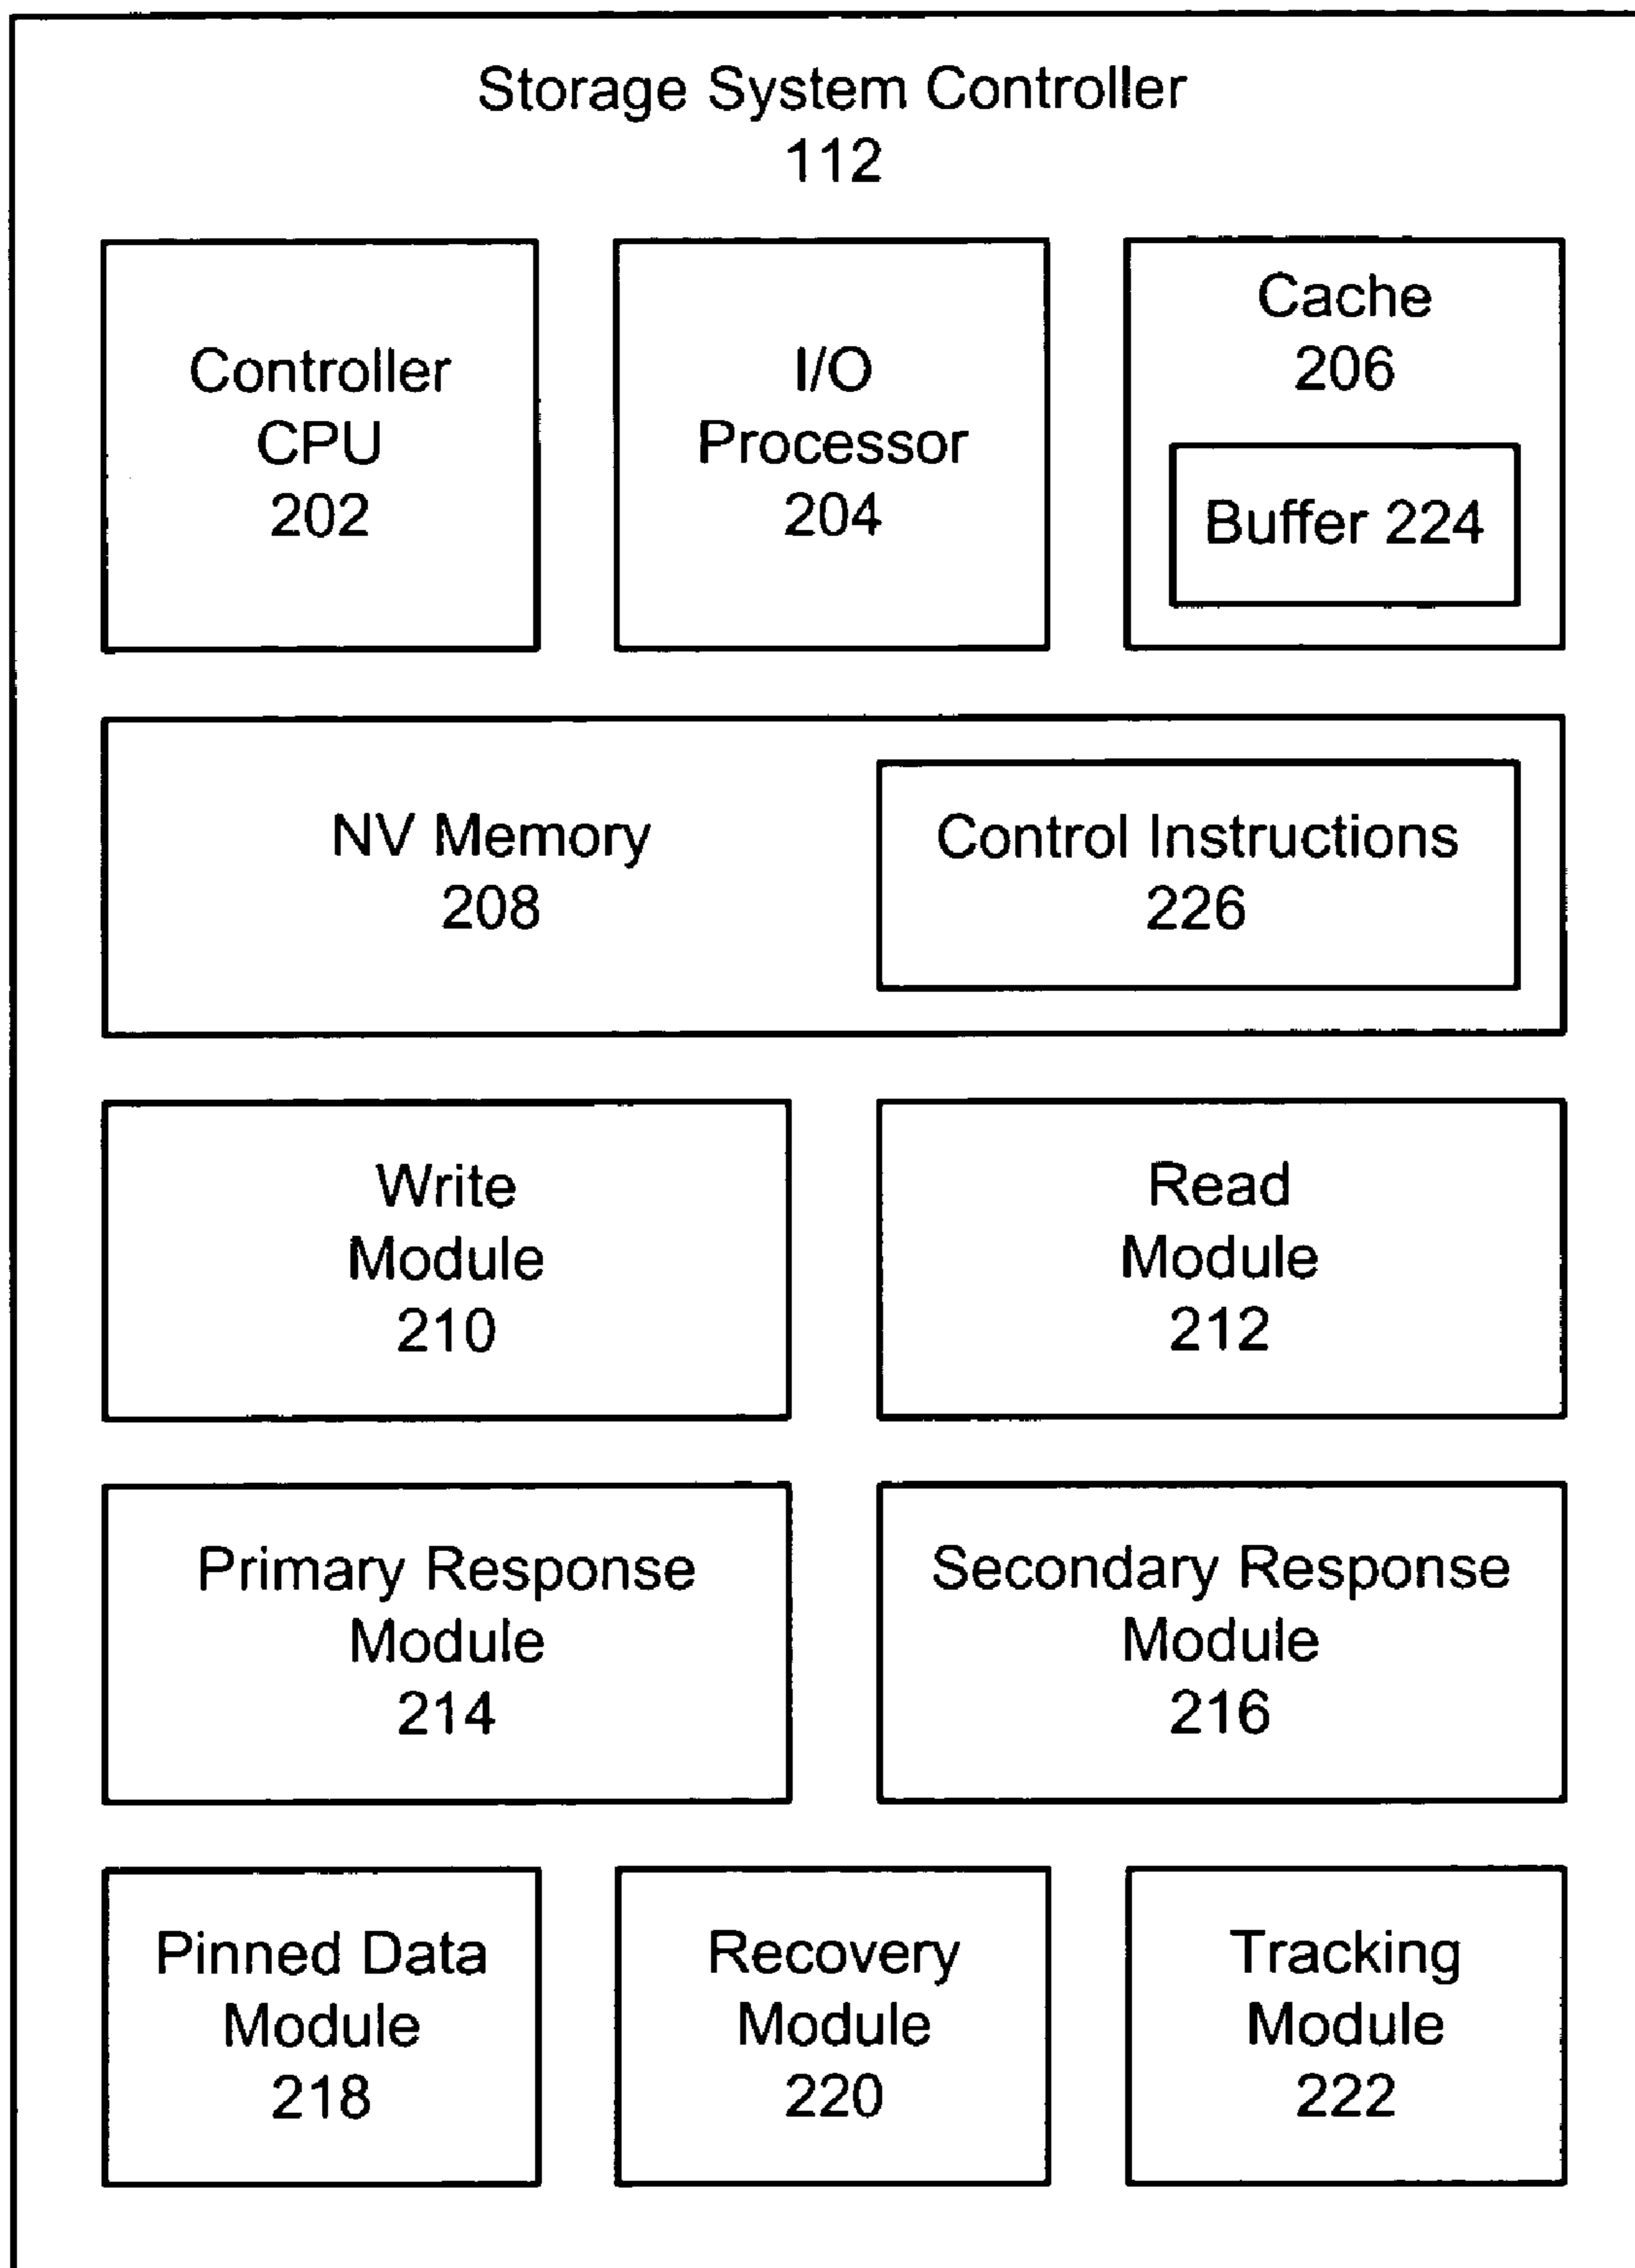 Storage System Controller
112
Controller
CPU
202
I/O
Processor
204
Cache
206
Buffer 224
NV Memory
208
Control Instructions
226
Write
Module
210
Read
Module
212
Primary Response
Module
214
Secondary Response
Module
216
Pinned Data
Module
218
Recovery
Module
220
Tracking
Module
222